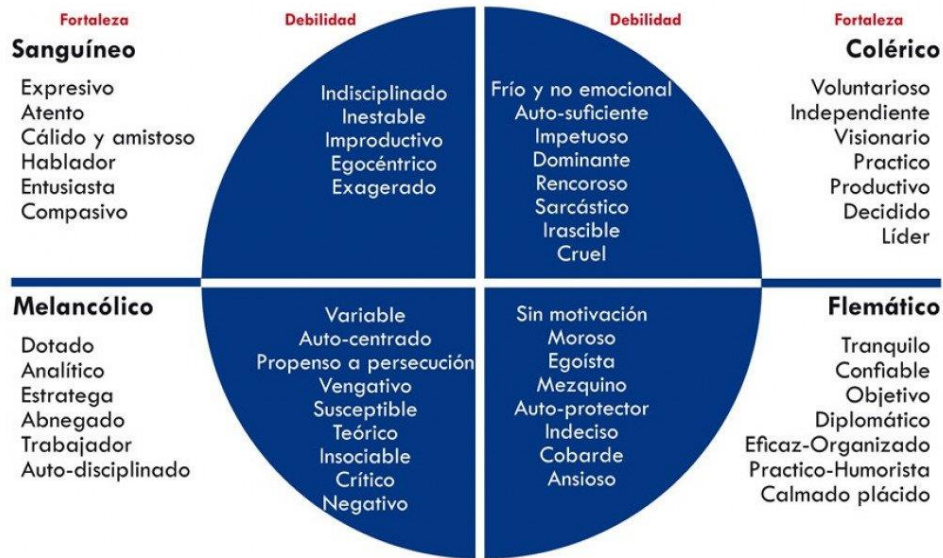 Fortaleza
Debilidad
Debilidad
Fortaleza
Sanguíneo
Expresivo
Atento
Cálido y amistoso
Hablador
Entusiasta
Compasivo
Indisciplinado
Inestable
Improductivo
Egocéntrico
Exagerado
Frío y no emocional
Auto-suficiente
Impetuoso
Dominante
Rencoroso
Sarcástico
Irascible
Cruel
Colérico
Voluntarioso
Independiente
Visionario
Practico
Productivo
Decidido
Líder
Melancólico
Dotado
Analítico
Estratega
Abnegado
Trabajador
Auto-disciplinado
Variable
Auto-centrado
Propenso a persecución
Vengativo
Susceptible
Teórico
Insociable
Crítico
Negativo
Sin motivación
Moroso
Egoísta
Mezquino
Auto-protector
Indeciso
Cobarde
Ansioso
Flemático
Tranquilo
Confiable
Objetivo
Diplomático
Eficaz-Organizado
Practico-Humorista
Calmado plácido